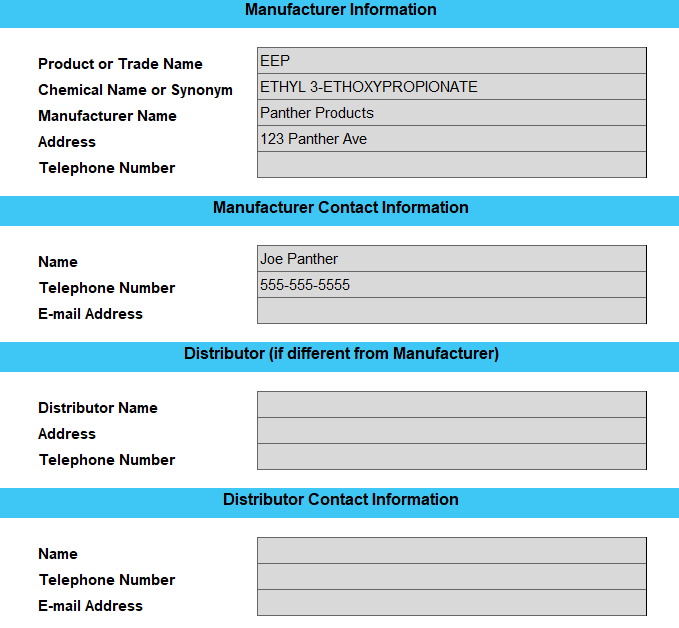 Manufacturer Information
Product or Trade Name EEP
Chemical Name or Synonym ETHYL 3-ETHOXYPROPIONATE
Manufacturer Name Panther Products
Address 123 Panther Ave
Telephone Number
Manufacturer Contact Information
Name Joe Panther
Telephone Number 555-555-5555
E-mail Address
Distributor (if different from Manufacturer)
Distributor Name
Address
Telephone Number
Distributor Contact Information
Name
Telephone Number
E-mail Address